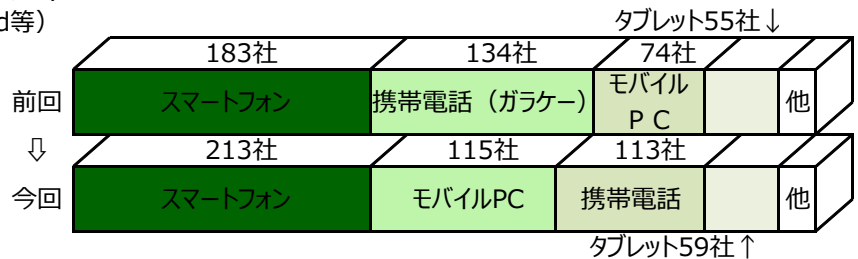 d等）
タブレット55社↓
183社 134社 74社
前回 スマートフォン 携帯電話（ガラケー） モバイルＰＣ 他
⇩
213社 115社 113社
今回 スマートフォン モバイルPC 携帯電話 他
タブレット59社↑